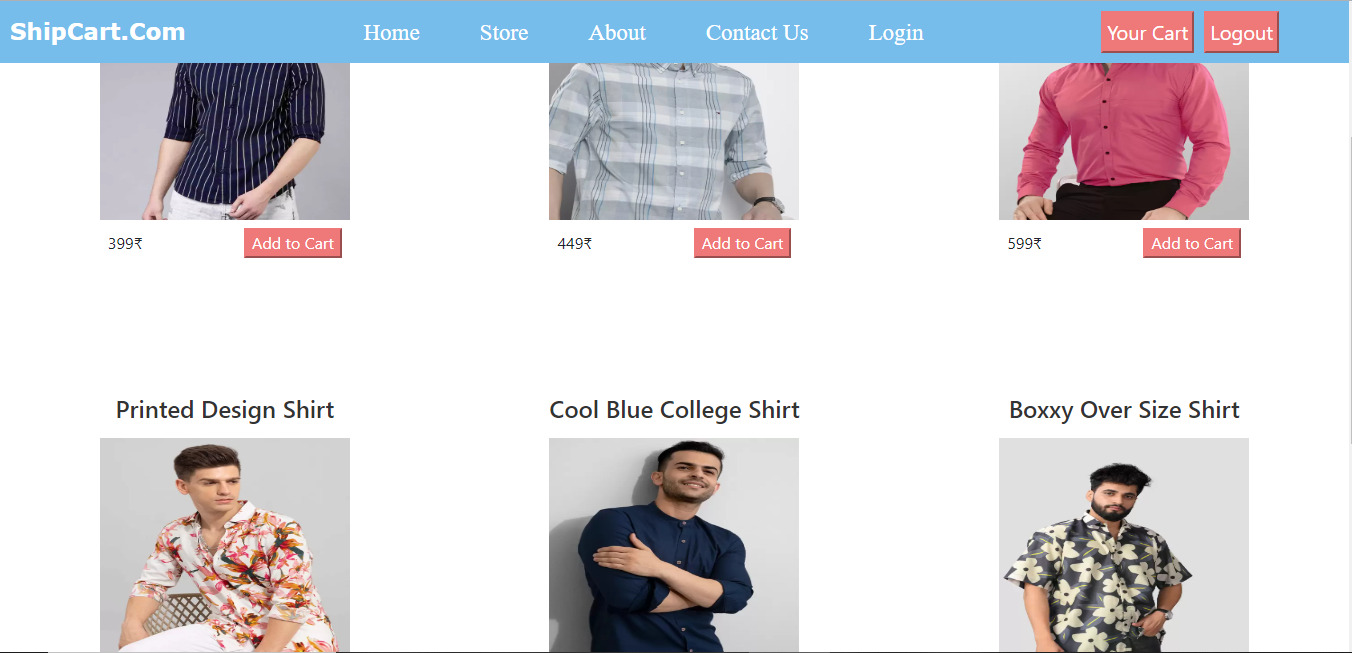 ShipCart.Com
Home Store About Contact Us Login
Your Cart Logout
399₹ Add to Cart
449₹ Add to Cart
599₹ Add to Cart
Printed Design Shirt
Cool Blue College Shirt
Boxxy Over Size Shirt